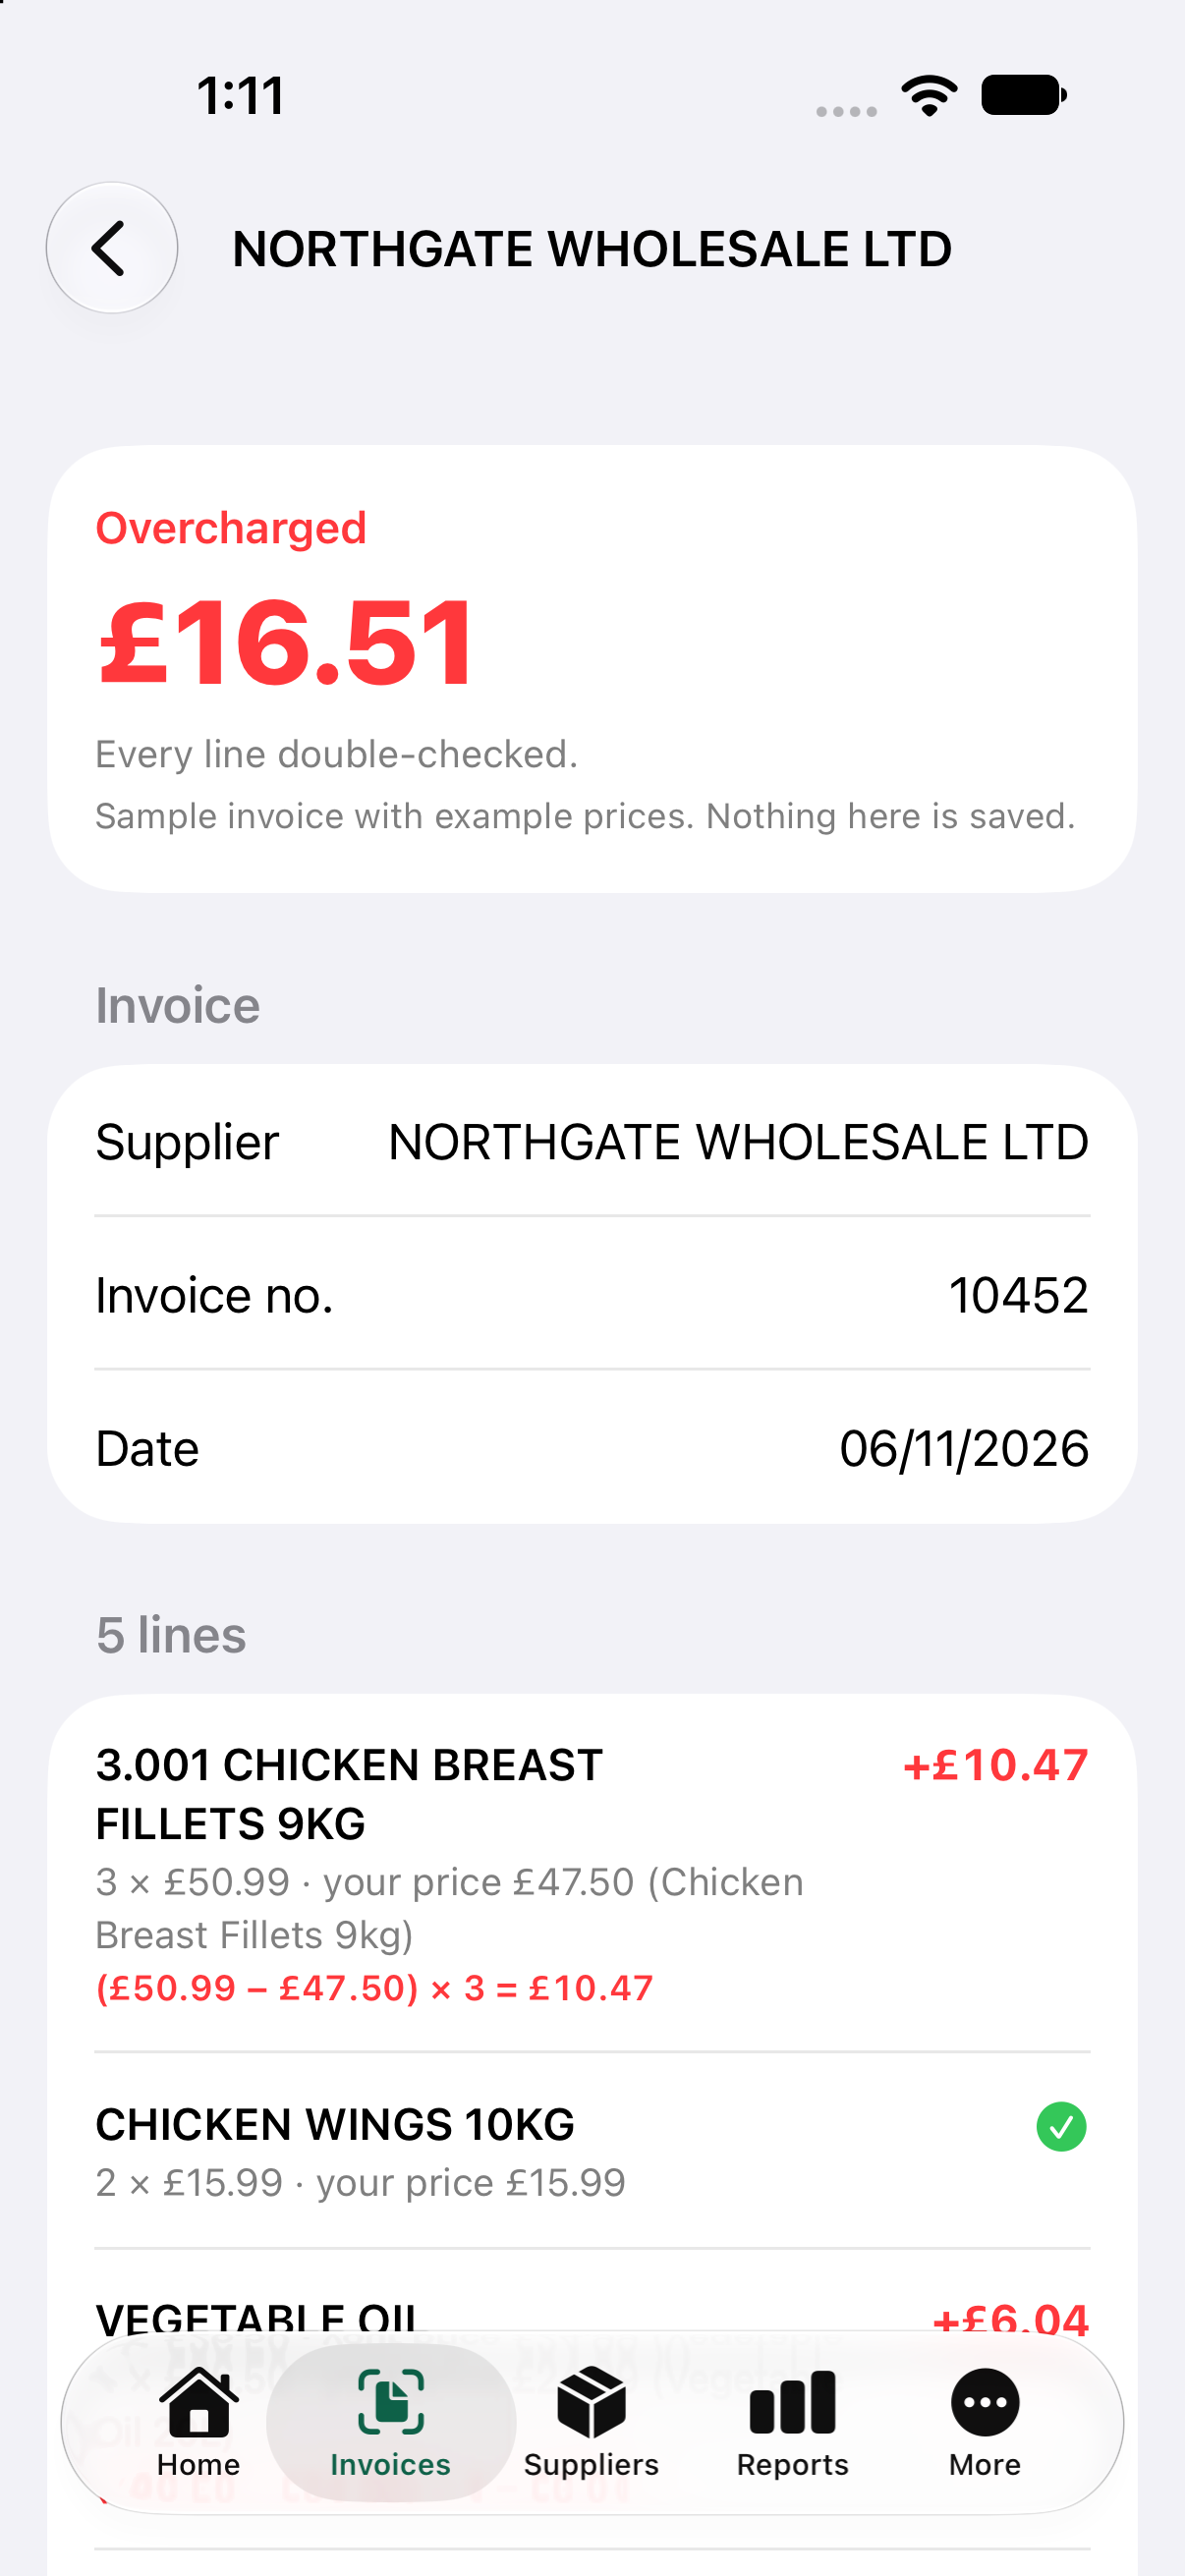 1:11
NORTHGATE WHOLESALE LTD
Overcharged
£16.51
Every line double-checked.
Sample invoice with example prices. Nothing here is saved.
Invoice
Supplier NORTHGATE WHOLESALE LTD
Invoice no. 10452
Date 06/11/2026
5 lines
3.001 CHICKEN BREAST +£10.47
FILLETS 9KG
3 × £50.99 · your price £47.50 (Chicken
Breast Fillets 9kg)
(£50.99 – £47.50) × 3 = £10.47
CHICKEN WINGS 10KG
2 × £15.99 · your price £15.99
VEGETABLE OIL +£6.04
Home Invoices Suppliers Reports More